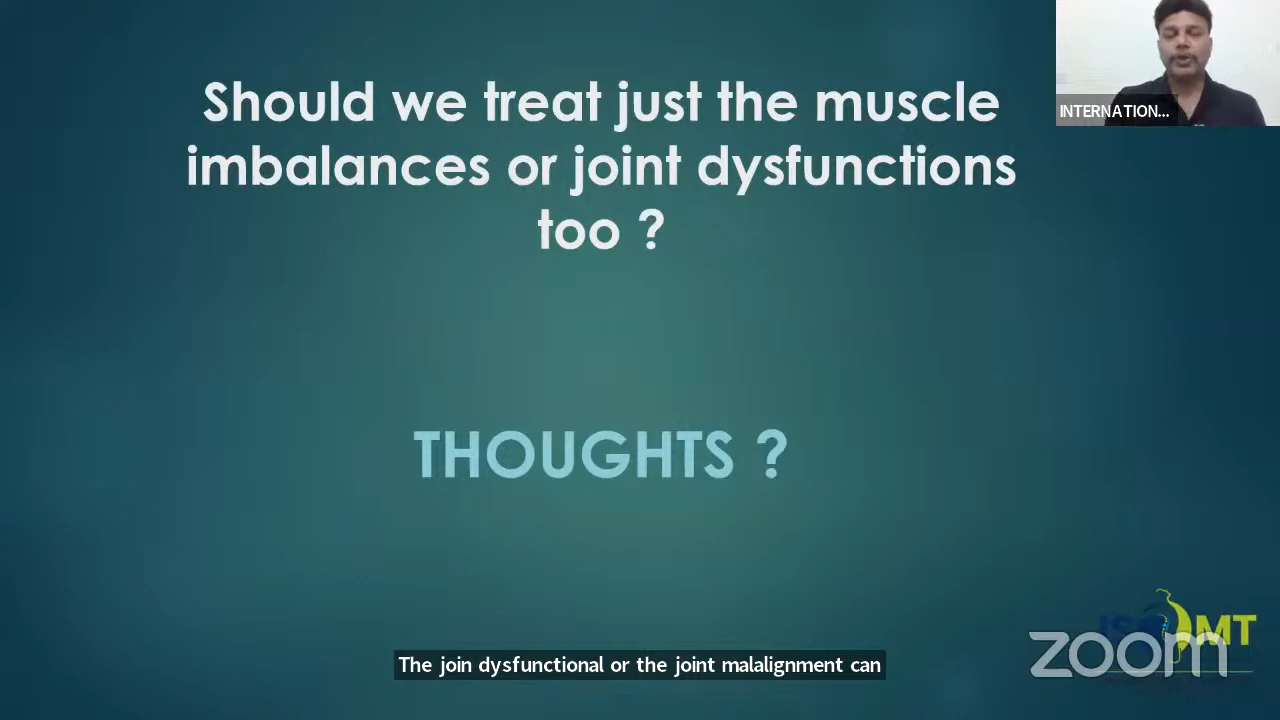 Should we treat just the muscle
imbalances or joint dysfunctions
too ?
INTERNATION...
THOUGHTS ?
MT
zoom
The join dysfunctional or the joint malalignment can